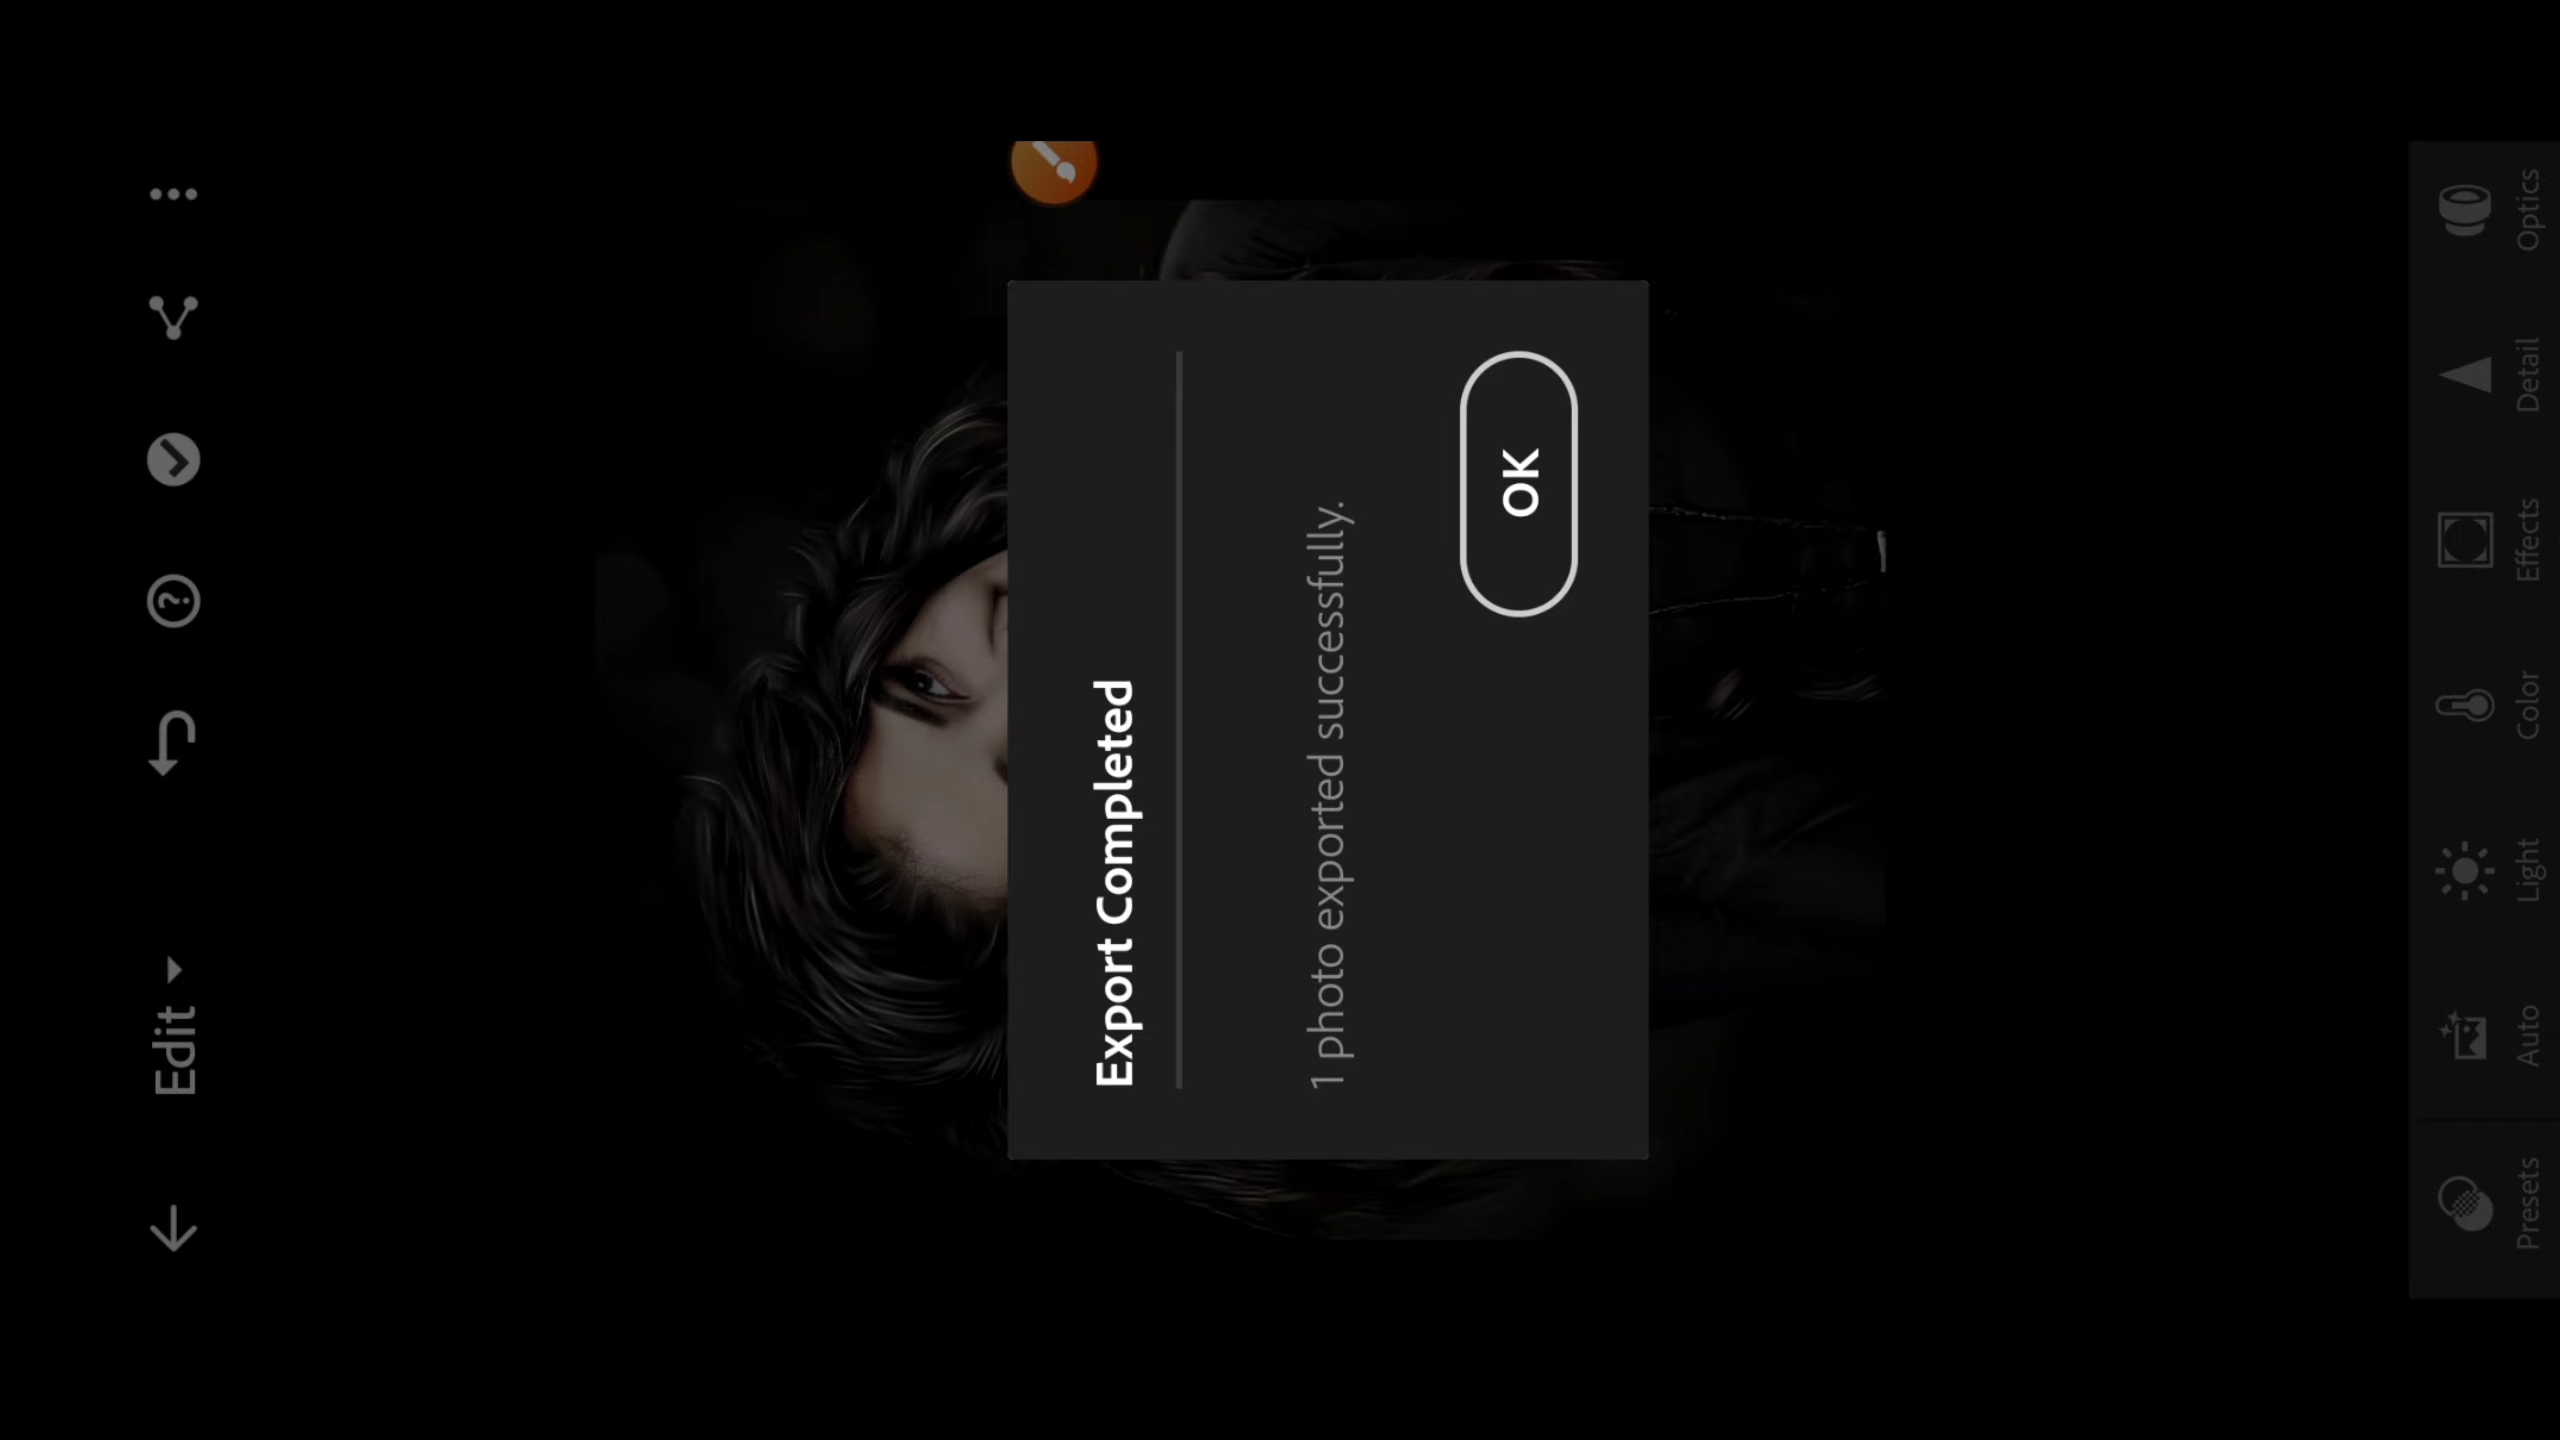 Edit
Export Completed
1 photo exported successfully.
OK
Presets
Auto
Light
Color
Effects
Detail
Optics